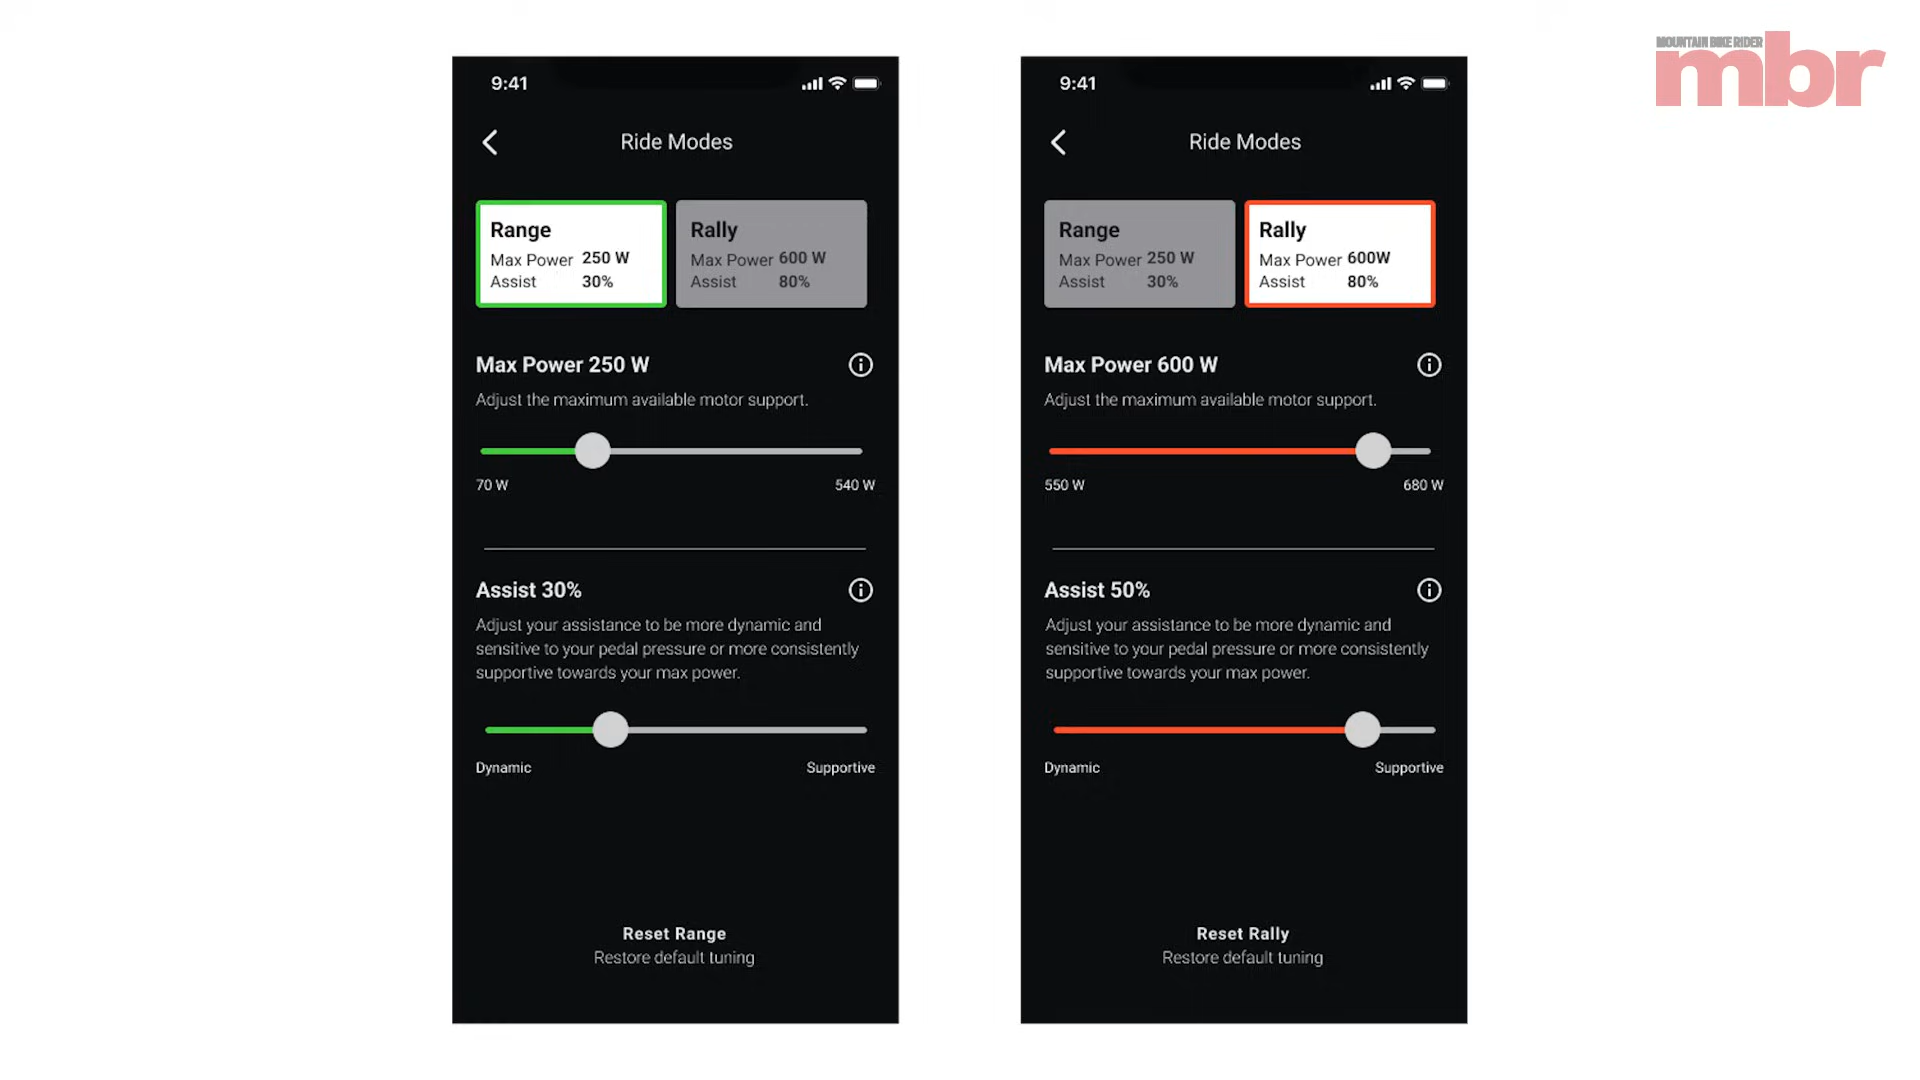 MOUNTAIN BIKE RIDER
mbr
9:41
Ride Modes
Range
Max Power 250 W
Assist 30%
Rally
Max Power 600 W
Assist 80%
Max Power 250 W
Adjust the maximum available motor support.
70 W 540 W
Assist 30%
Adjust your assistance to be more dynamic and
sensitive to your pedal pressure or more consistently
supportive towards your max power.
Dynamic Supportive
Reset Range
Restore default tuning
9:41
Ride Modes
Range
Max Power 250 W
Assist 30%
Rally
Max Power 600W
Assist 80%
Max Power 600 W
Adjust the maximum available motor support.
550 W 680 W
Assist 50%
Adjust your assistance to be more dynamic and
sensitive to your pedal pressure or more consistently
supportive towards your max power.
Dynamic Supportive
Reset Rally
Restore default tuning